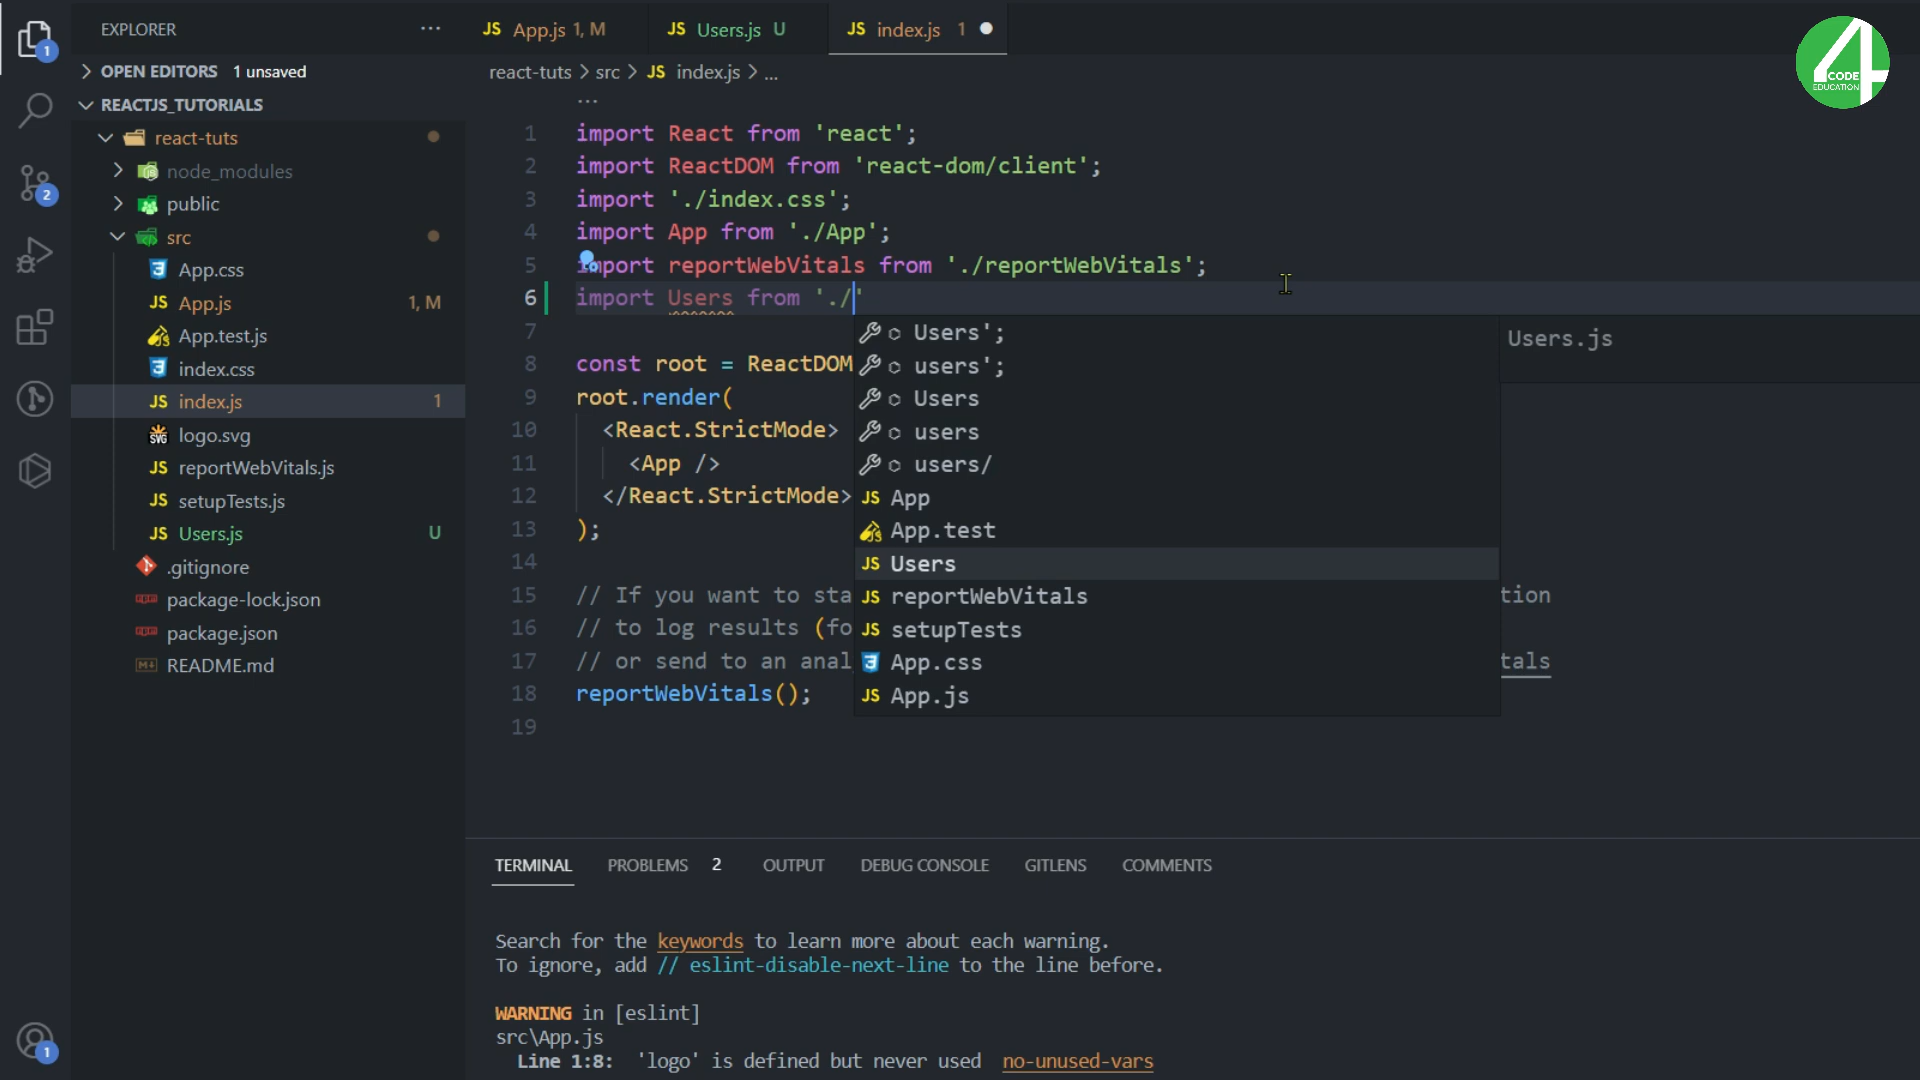 EXPLORER
OPEN EDITORS 1 unsaved
REACTJS_TUTORIALS
react-tuts
node_modules
public
src
App.css
App.js 1, M
App.test.js
index.css
index.js 1
logo.svg
reportWebVitals.js
setupTests.js
Users.js U
.gitignore
package-lock.json
package.json
README.md
1
2
1
JS App.js 1, M
JS Users.js U
JS index.js 1
react-tuts > src > JS index.js > ...
4
CODE
EDUCATION
...
1 import React from 'react';
2 import ReactDOM from 'react-dom/client';
3 import './index.css';
4 import App from './App';
5 import reportWebVitals from './reportWebVitals';
6 import Users from './'
7
8 const root = ReactDOM
9 root.render(
10 <React.StrictMode>
11 <App />
12 </React.StrictMode>
13 );
14
15 // If you want to sta tion
16 // to log results (fo
17 // or send to an anal tals
18 reportWebVitals();
19
Users';
users';
Users
users
users/
JS App
App.test
JS Users
JS reportWebVitals
JS setupTests
App.css
JS App.js
Users.js
TERMINAL PROBLEMS 2 OUTPUT DEBUG CONSOLE GITLENS COMMENTS
Search for the keywords to learn more about each warning.
To ignore, add // eslint-disable-next-line to the line before.
WARNING in [eslint]
src\App.js
Line 1:8: 'logo' is defined but never used no-unused-vars